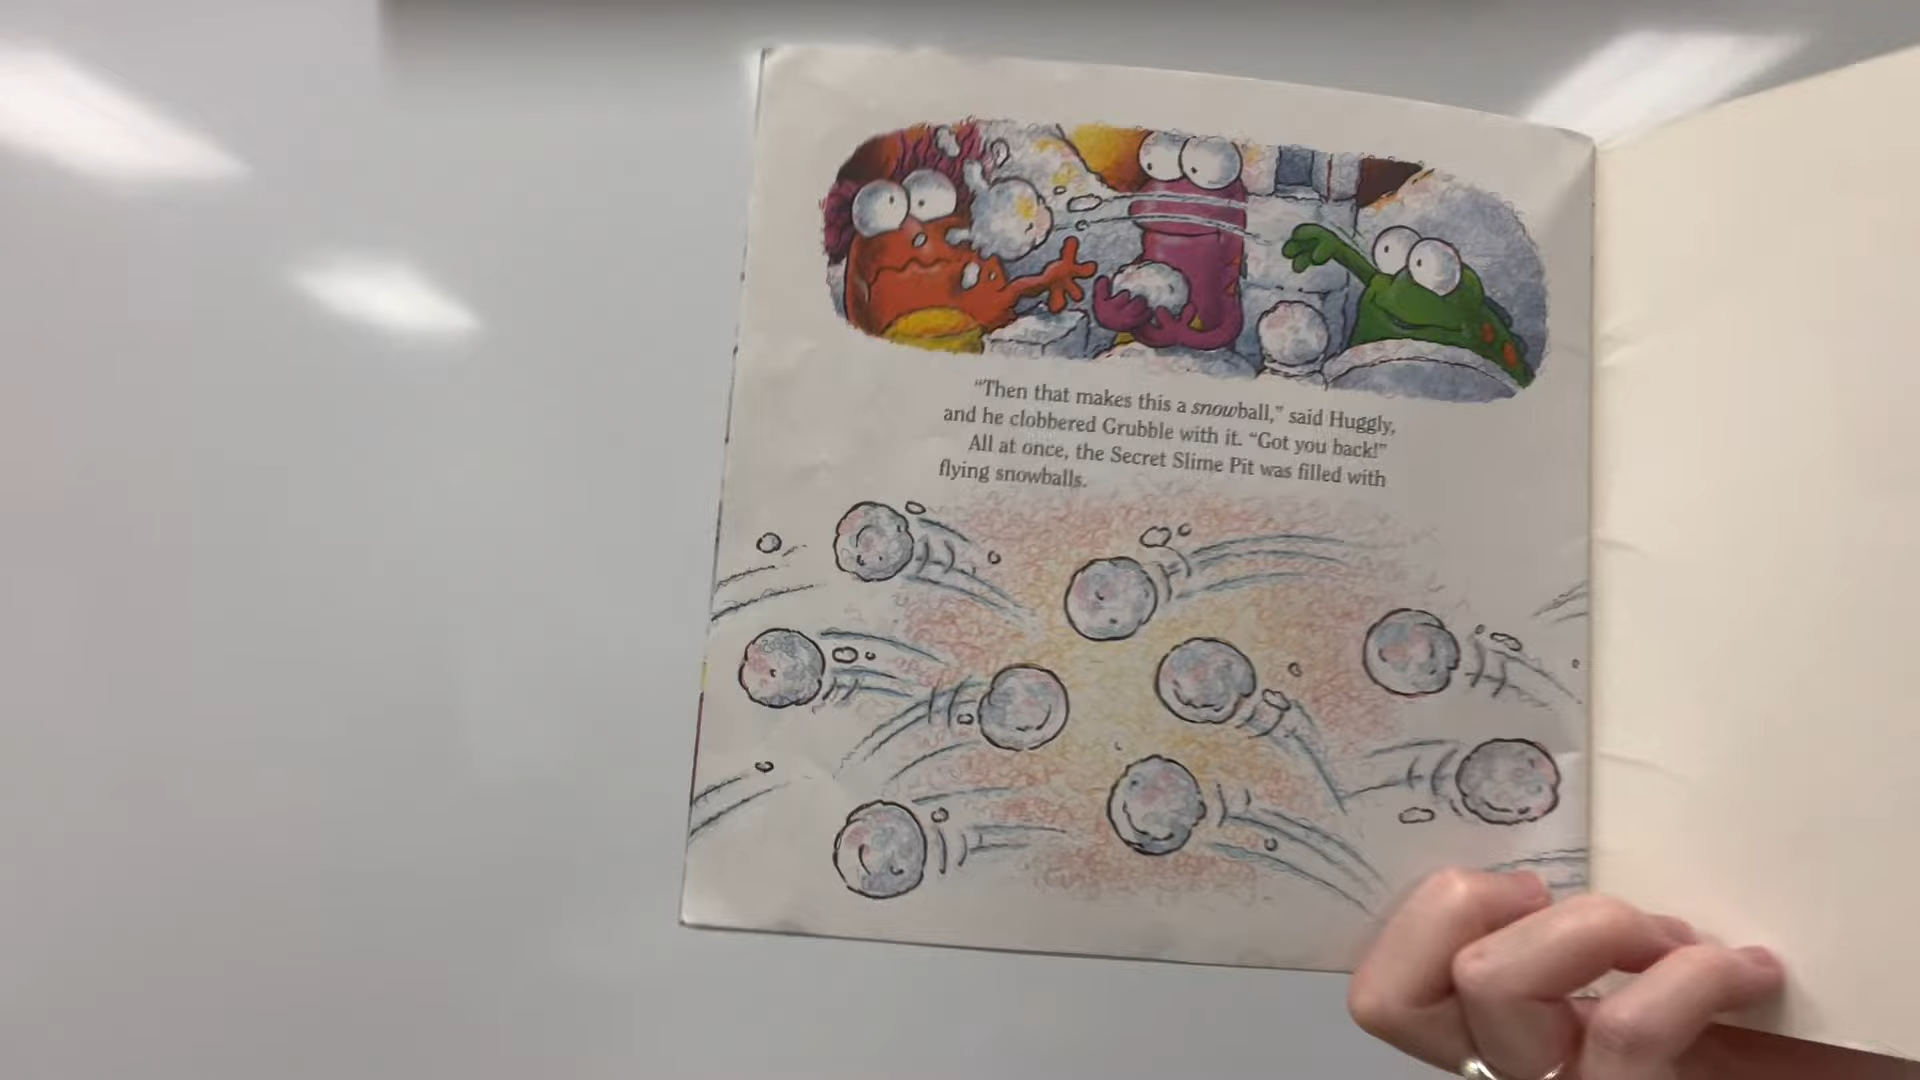 “Then that makes this a snowball,” said Huggly,
and he clobbered Grubble with it. “Got you back!”
All at once, the Secret Slime Pit was filled with
flying snowballs.